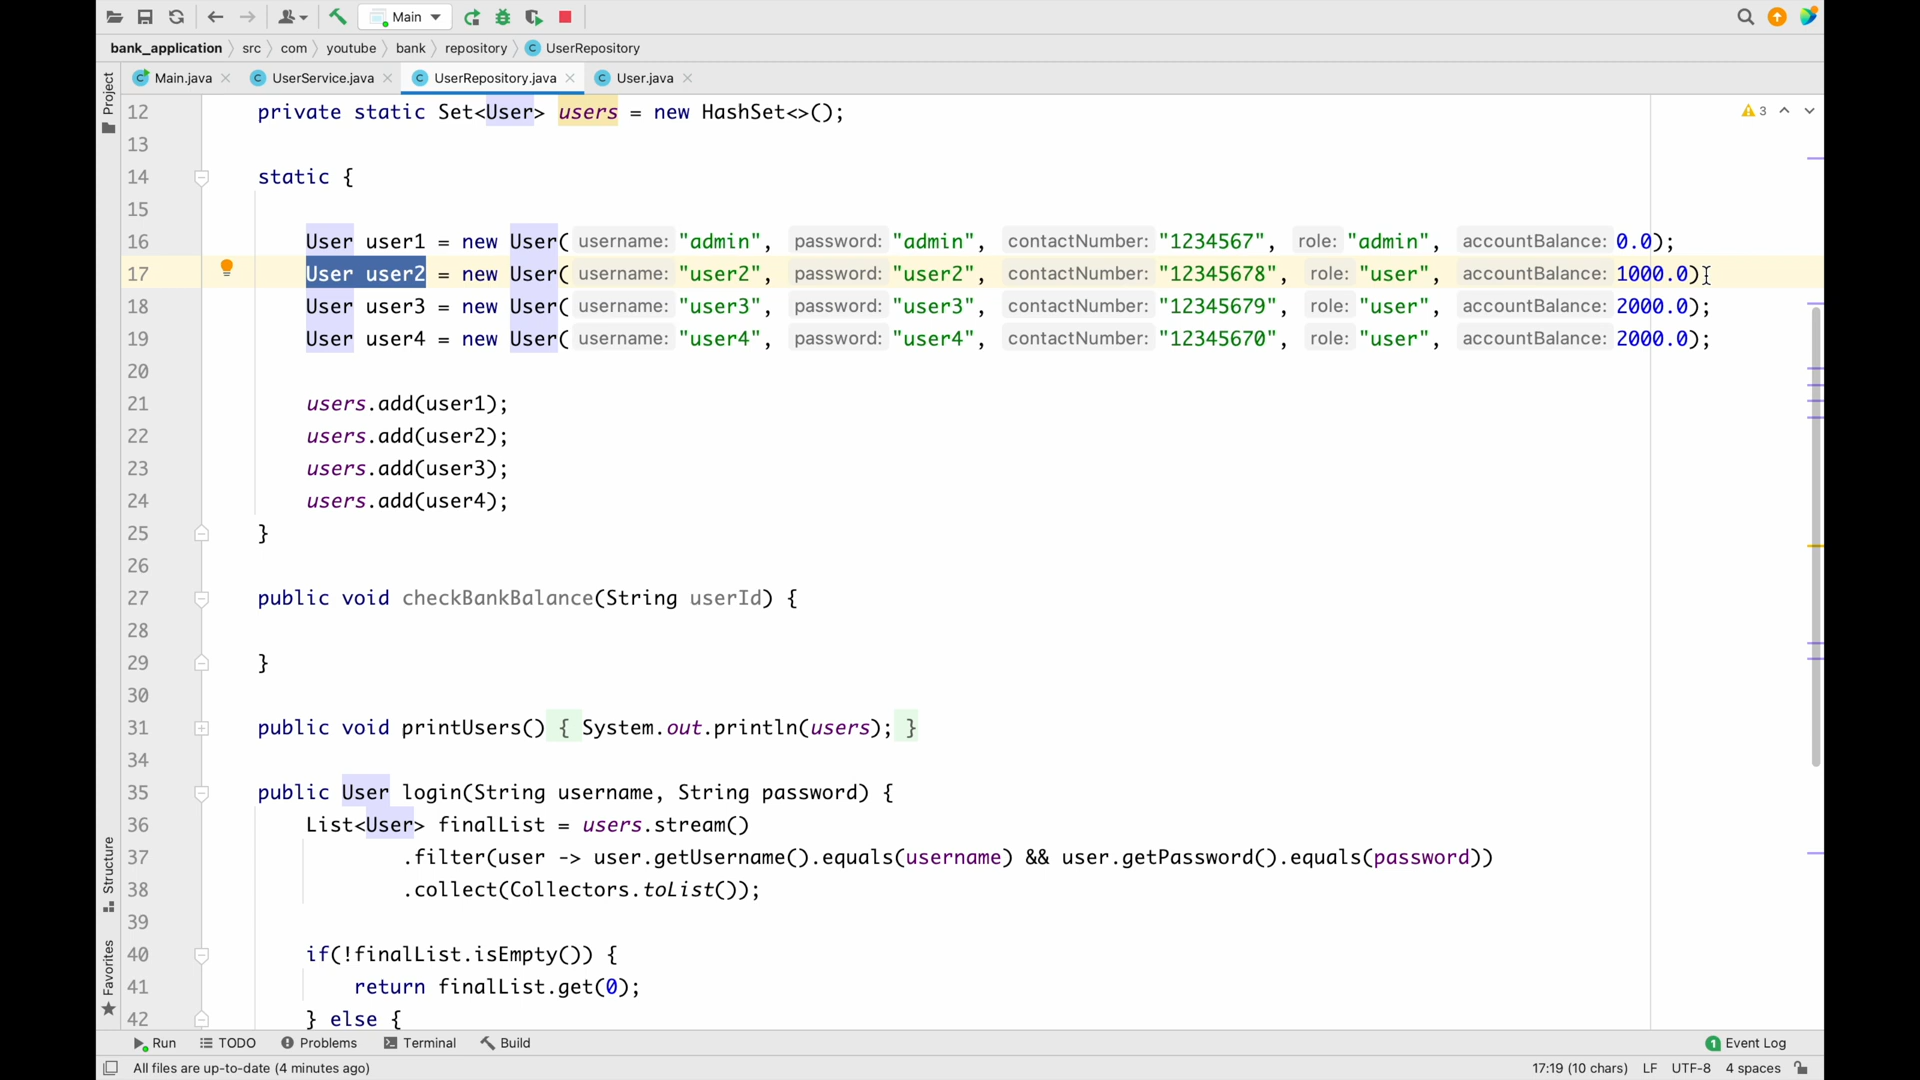 Main
bank_application src com youtube bank repository UserRepository
Main.java UserService.java UserRepository.java User.java
Project
12 private static Set<User> users = new HashSet<>(); 3
13
14 static {
15
16 User user1 = new User( username: "admin", password: "admin", contactNumber: "1234567", role: "admin", accountBalance: 0.0);
17 User user2 = new User( username: "user2", password: "user2", contactNumber: "12345678", role: "user", accountBalance: 1000.0);
18 User user3 = new User( username: "user3", password: "user3", contactNumber: "12345679", role: "user", accountBalance: 2000.0);
19 User user4 = new User( username: "user4", password: "user4", contactNumber: "12345670", role: "user", accountBalance: 2000.0);
20
21 users.add(user1);
22 users.add(user2);
23 users.add(user3);
24 users.add(user4);
25 }
26
27 public void checkBankBalance(String userId) {
28
29 }
30
31 public void printUsers() { System.out.println(users); }
34
35 public User login(String username, String password) {
36 List<User> finalList = users.stream()
37 .filter(user -> user.getUsername().equals(username) && user.getPassword().equals(password))
38 .collect(Collectors.toList());
39
40 if(!finalList.isEmpty()) {
41 return finalList.get(0);
42 } else {
Structure
Favorites
Run TODO Problems Terminal Build 1 Event Log
All files are up-to-date (4 minutes ago) 17:19 (10 chars) LF UTF-8 4 spaces